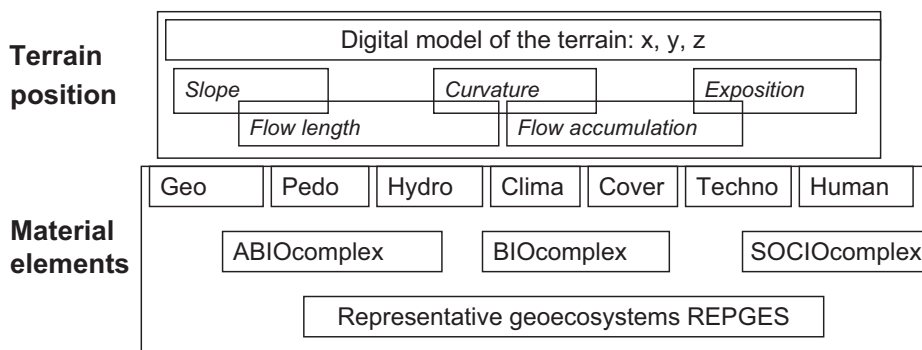 Terrain
position
Digital model of the terrain: x, y, z
Slope
Curvature
Exposition
Flow length
Flow accumulation
Material
elements
Geo
Pedo
Hydro
Clima
Cover
Techno
Human
ABIOcomplex
BIOcomplex
SOCIOcomplex
Representative geoecosystems REPGES